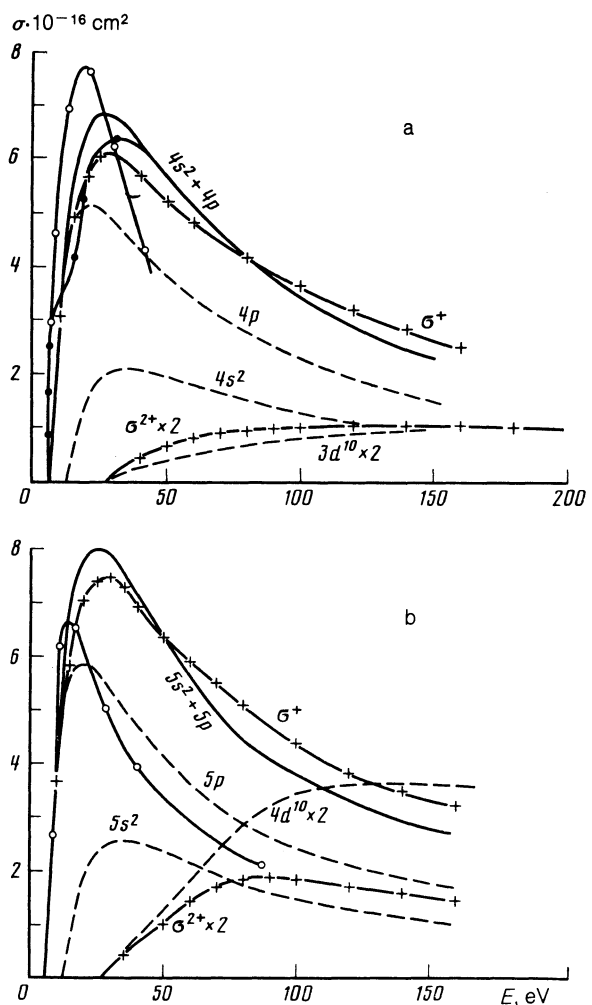 σ·10⁻¹⁶ cm²
8
a
6
4s²+4p
4
4p
σ⁺
4s²
2
σ²⁺×2
3d¹⁰×2
0 50 100 150 200
8
b
6
5s²+5p
σ⁺
4
5p
4d¹⁰×2
5s²
2
σ²⁺×2
0 50 100 150 E, eV